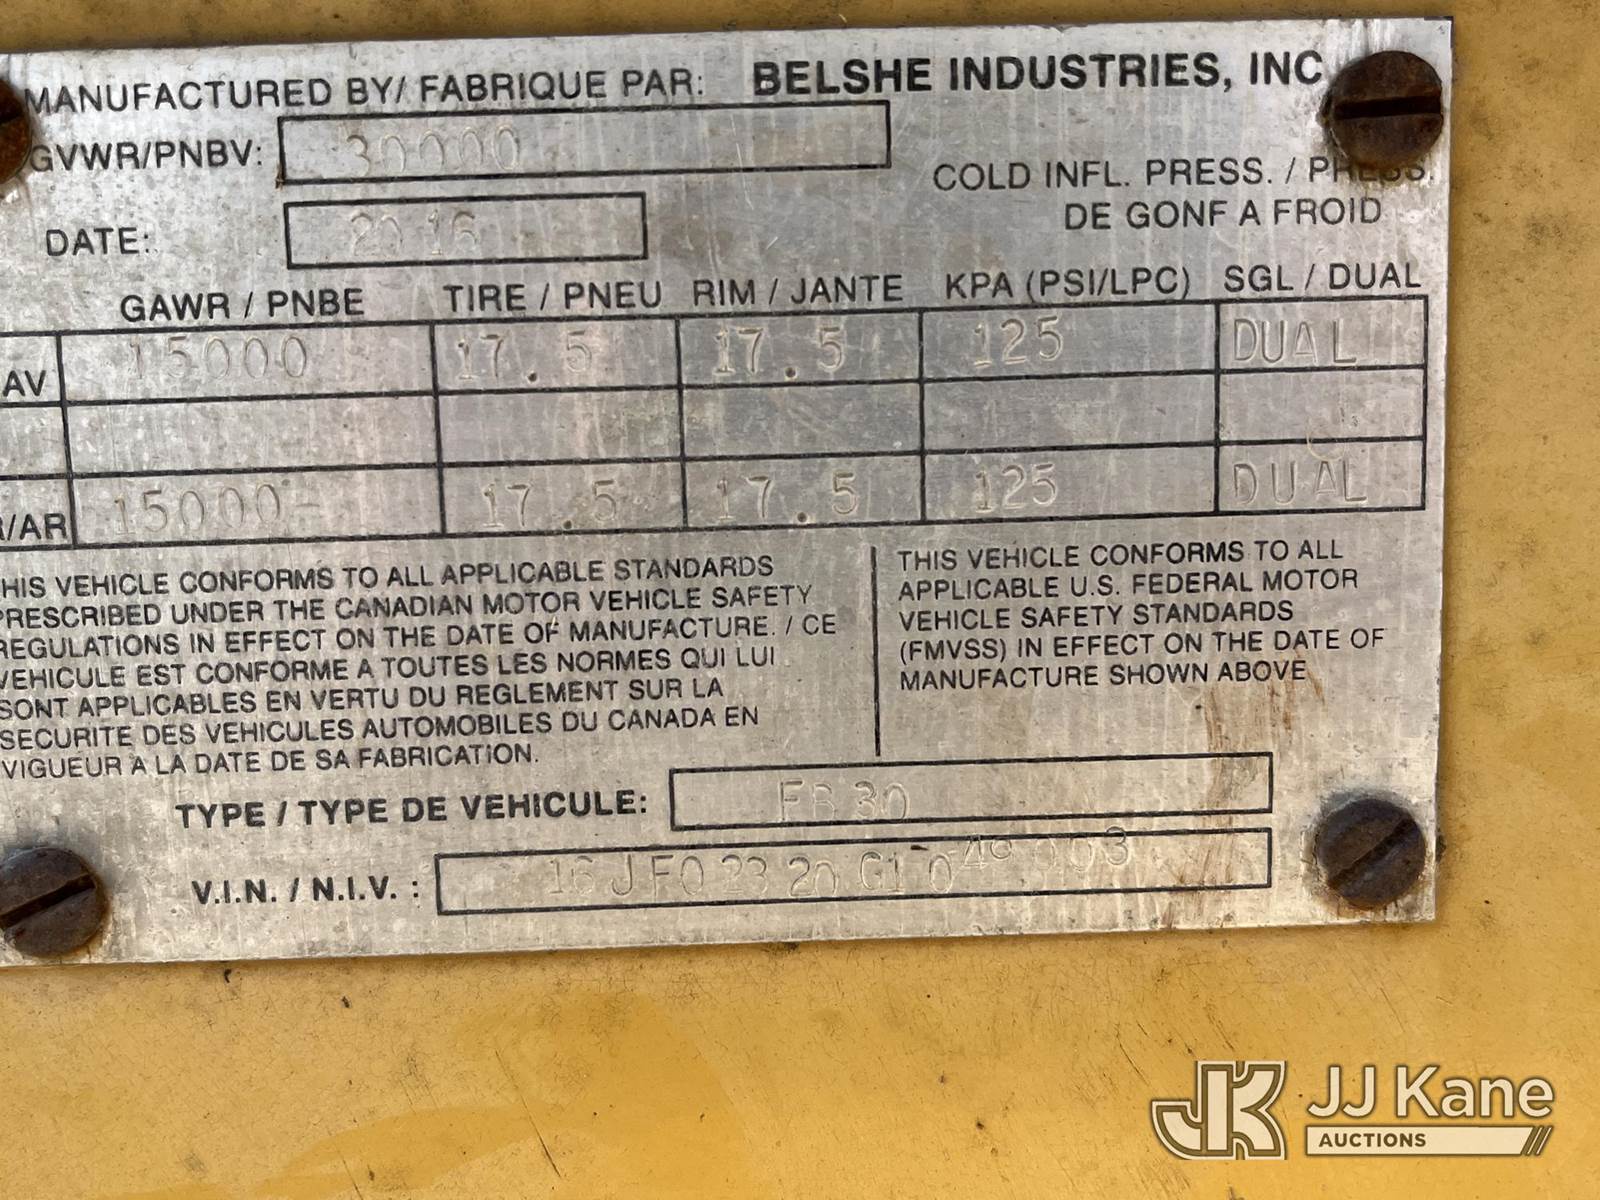 MANUFACTURED BY/ FABRIQUE PAR: BELSHE INDUSTRIES, INC
GVWR/PNBV: 30000
COLD INFL. PRESS. / PRESS.
DE GONF A FROID
DATE: 2016
GAWR / PNBE TIRE / PNEU RIM / JANTE KPA (PSI/LPC) SGL / DUAL
AV 15000 17.5 17.5 125 DUAL
/AR 15000- 17.5 17.5 125 DUAL
HIS VEHICLE CONFORMS TO ALL APPLICABLE STANDARDS
PRESCRIBED UNDER THE CANADIAN MOTOR VEHICLE SAFETY
REGULATIONS IN EFFECT ON THE DATE OF MANUFACTURE. / CE
VEHICULE EST CONFORME A TOUTES LES NORMES QUI LUI
SONT APPLICABLES EN VERTU DU REGLEMENT SUR LA
SECURITE DES VEHICULES AUTOMOBILES DU CANADA EN
VIGUEUR A LA DATE DE SA FABRICATION.
THIS VEHICLE CONFORMS TO ALL
APPLICABLE U.S. FEDERAL MOTOR
VEHICLE SAFETY STANDARDS
(FMVSS) IN EFFECT ON THE DATE OF
MANUFACTURE SHOWN ABOVE
TYPE / TYPE DE VEHICULE: FB30
V.I.N. / N.I.V. : 16JF02320G1049003
JK JJ Kane
AUCTIONS